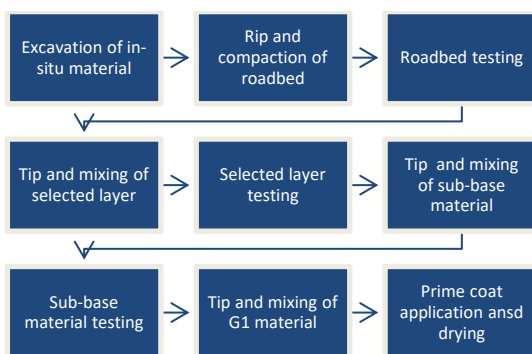 Excavation of in-
situ material
Rip and
compaction of
roadbed
Roadbed testing
Tip and mixing of
selected layer
Selected layer
testing
Tip and mixing
of sub-base
material
Sub-base
material testing
Tip and mixing of
G1 material
Prime coat
application ansd
drying